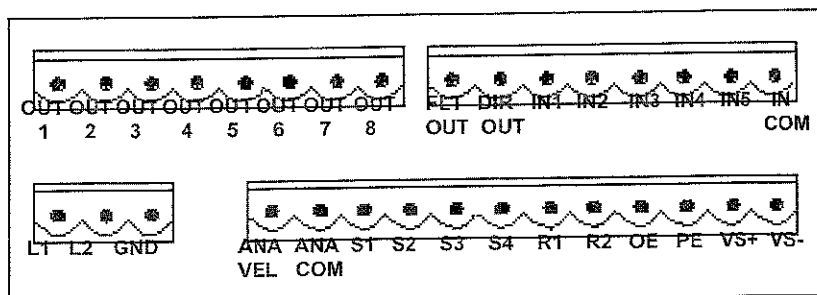 OUT OUT OUT OUT OUT OUT OUT OUT
1 2 3 4 5 6 7 8
FLT DIR IN1 IN2 IN3 IN4 IN5 IN
OUT OUT COM
L1 L2 GND
ANA ANA S1 S2 S3 S4 R1 R2 OE PE VS+ VS-
VEL COM